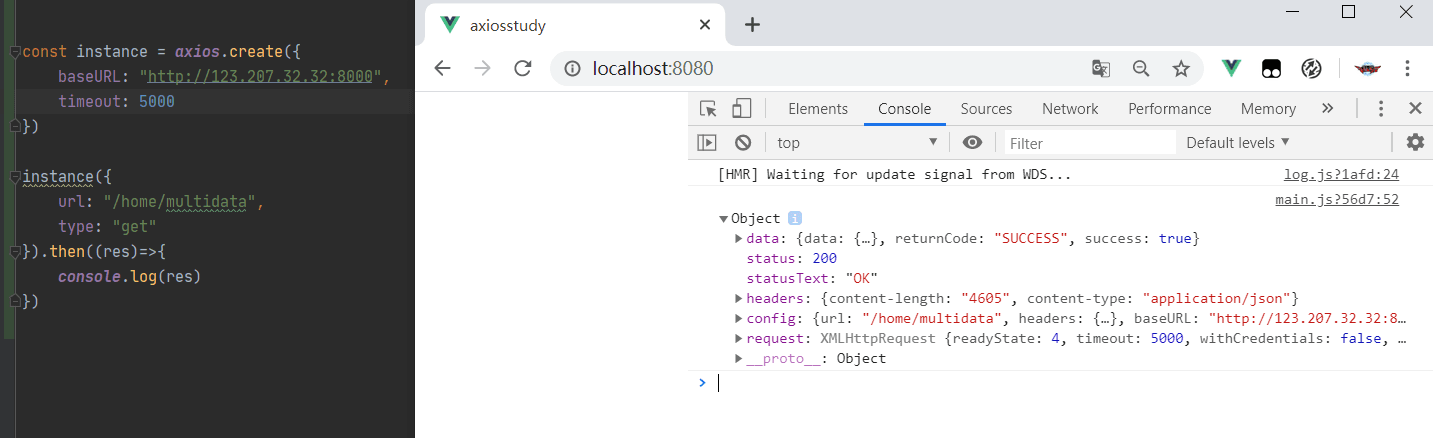 const instance = axios.create({
    baseURL: "http://123.207.32.32:8000",
    timeout: 5000
})
instance({
    url: "/home/multidata",
    type: "get"
}).then((res)=>{
    console.log(res)
})
axiosstudy
localhost:8080
Elements Console Sources Network Performance Memory »
top Filter Default levels
[HMR] Waiting for update signal from WDS... log.js?1afd:24
main.js?56d7:52
Object i
data: {data: {…}, returnCode: "SUCCESS", success: true}
status: 200
statusText: "OK"
headers: {content-length: "4605", content-type: "application/json"}
config: {url: "/home/multidata", headers: {…}, baseURL: "http://123.207.32.32:8…
request: XMLHttpRequest {readyState: 4, timeout: 5000, withCredentials: false, …
__proto__: Object